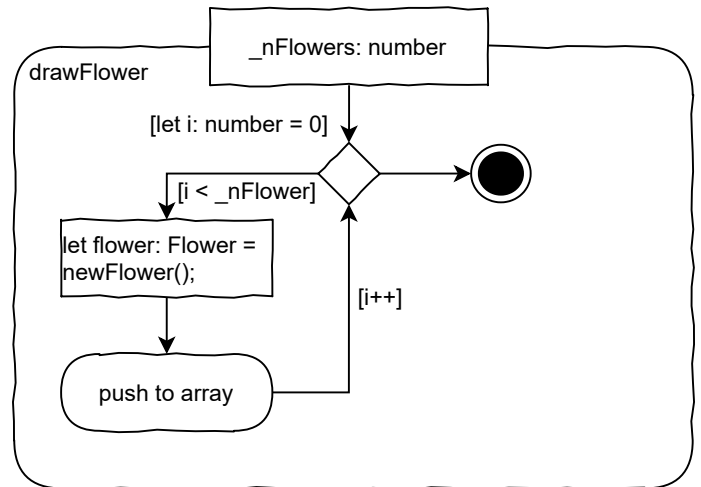 _nFlowers: number
drawFlower
[let i: number = 0]
[i < _nFlower]
let flower: Flower =
newFlower();
[i++]
push to array